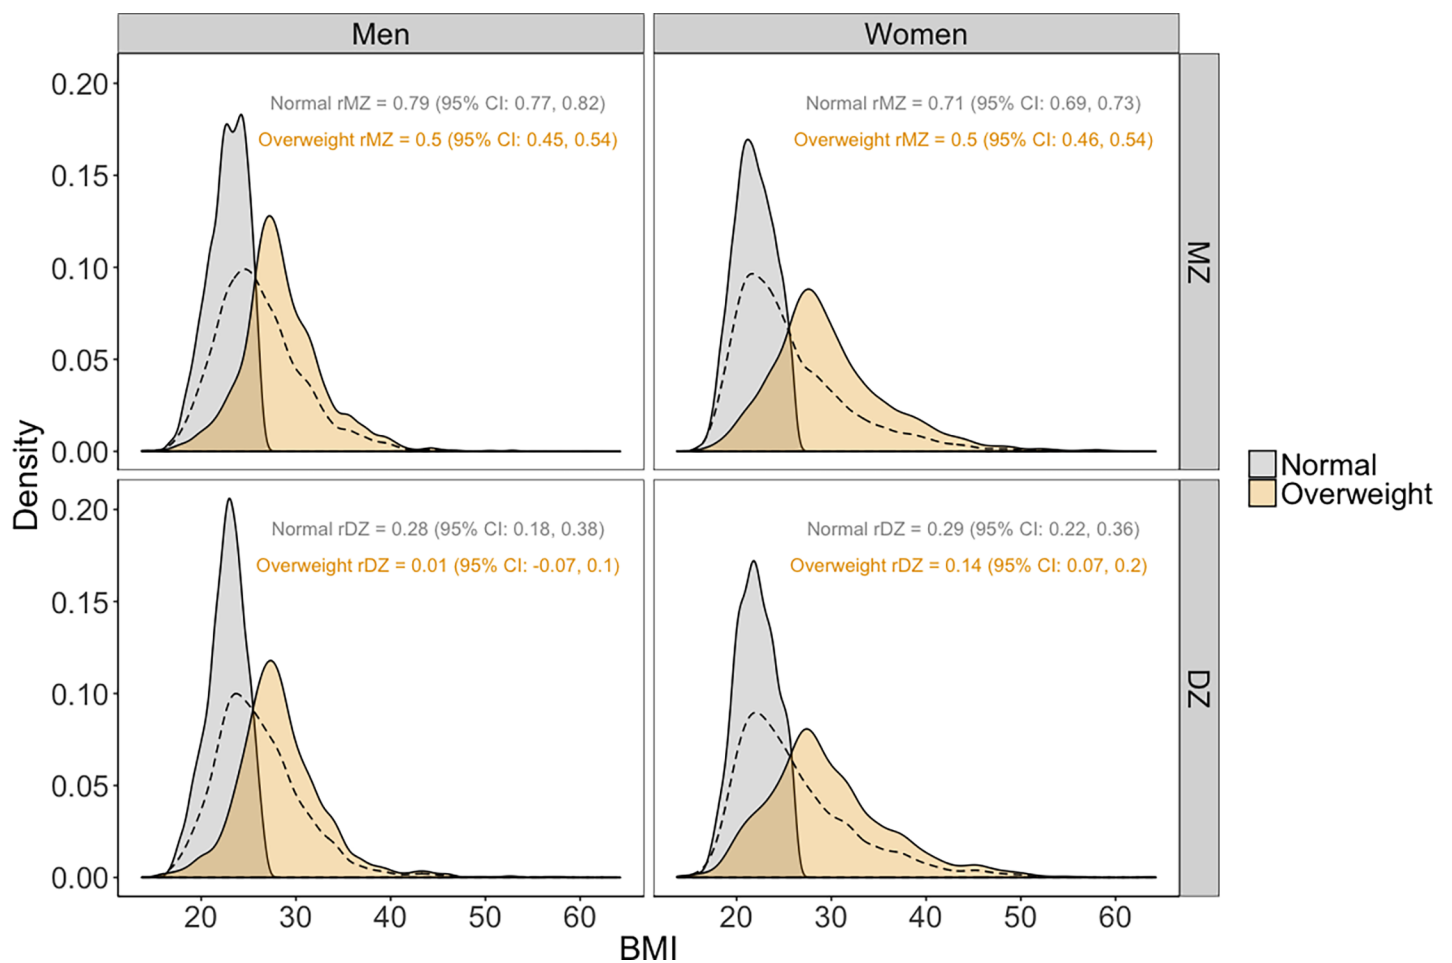 Men
Women
Normal rMZ = 0.79 (95% CI: 0.77, 0.82)
Overweight rMZ = 0.5 (95% CI: 0.45, 0.54)
Normal rMZ = 0.71 (95% CI: 0.69, 0.73)
Overweight rMZ = 0.5 (95% CI: 0.46, 0.54)
MZ
0.20
0.15
0.10
0.05
0.00
Normal rDZ = 0.28 (95% CI: 0.18, 0.38)
Overweight rDZ = 0.01 (95% CI: -0.07, 0.1)
Normal rDZ = 0.29 (95% CI: 0.22, 0.36)
Overweight rDZ = 0.14 (95% CI: 0.07, 0.2)
DZ
0.20
0.15
0.10
0.05
0.00
Density
20 30 40 50 60
20 30 40 50 60
BMI
Normal
Overweight